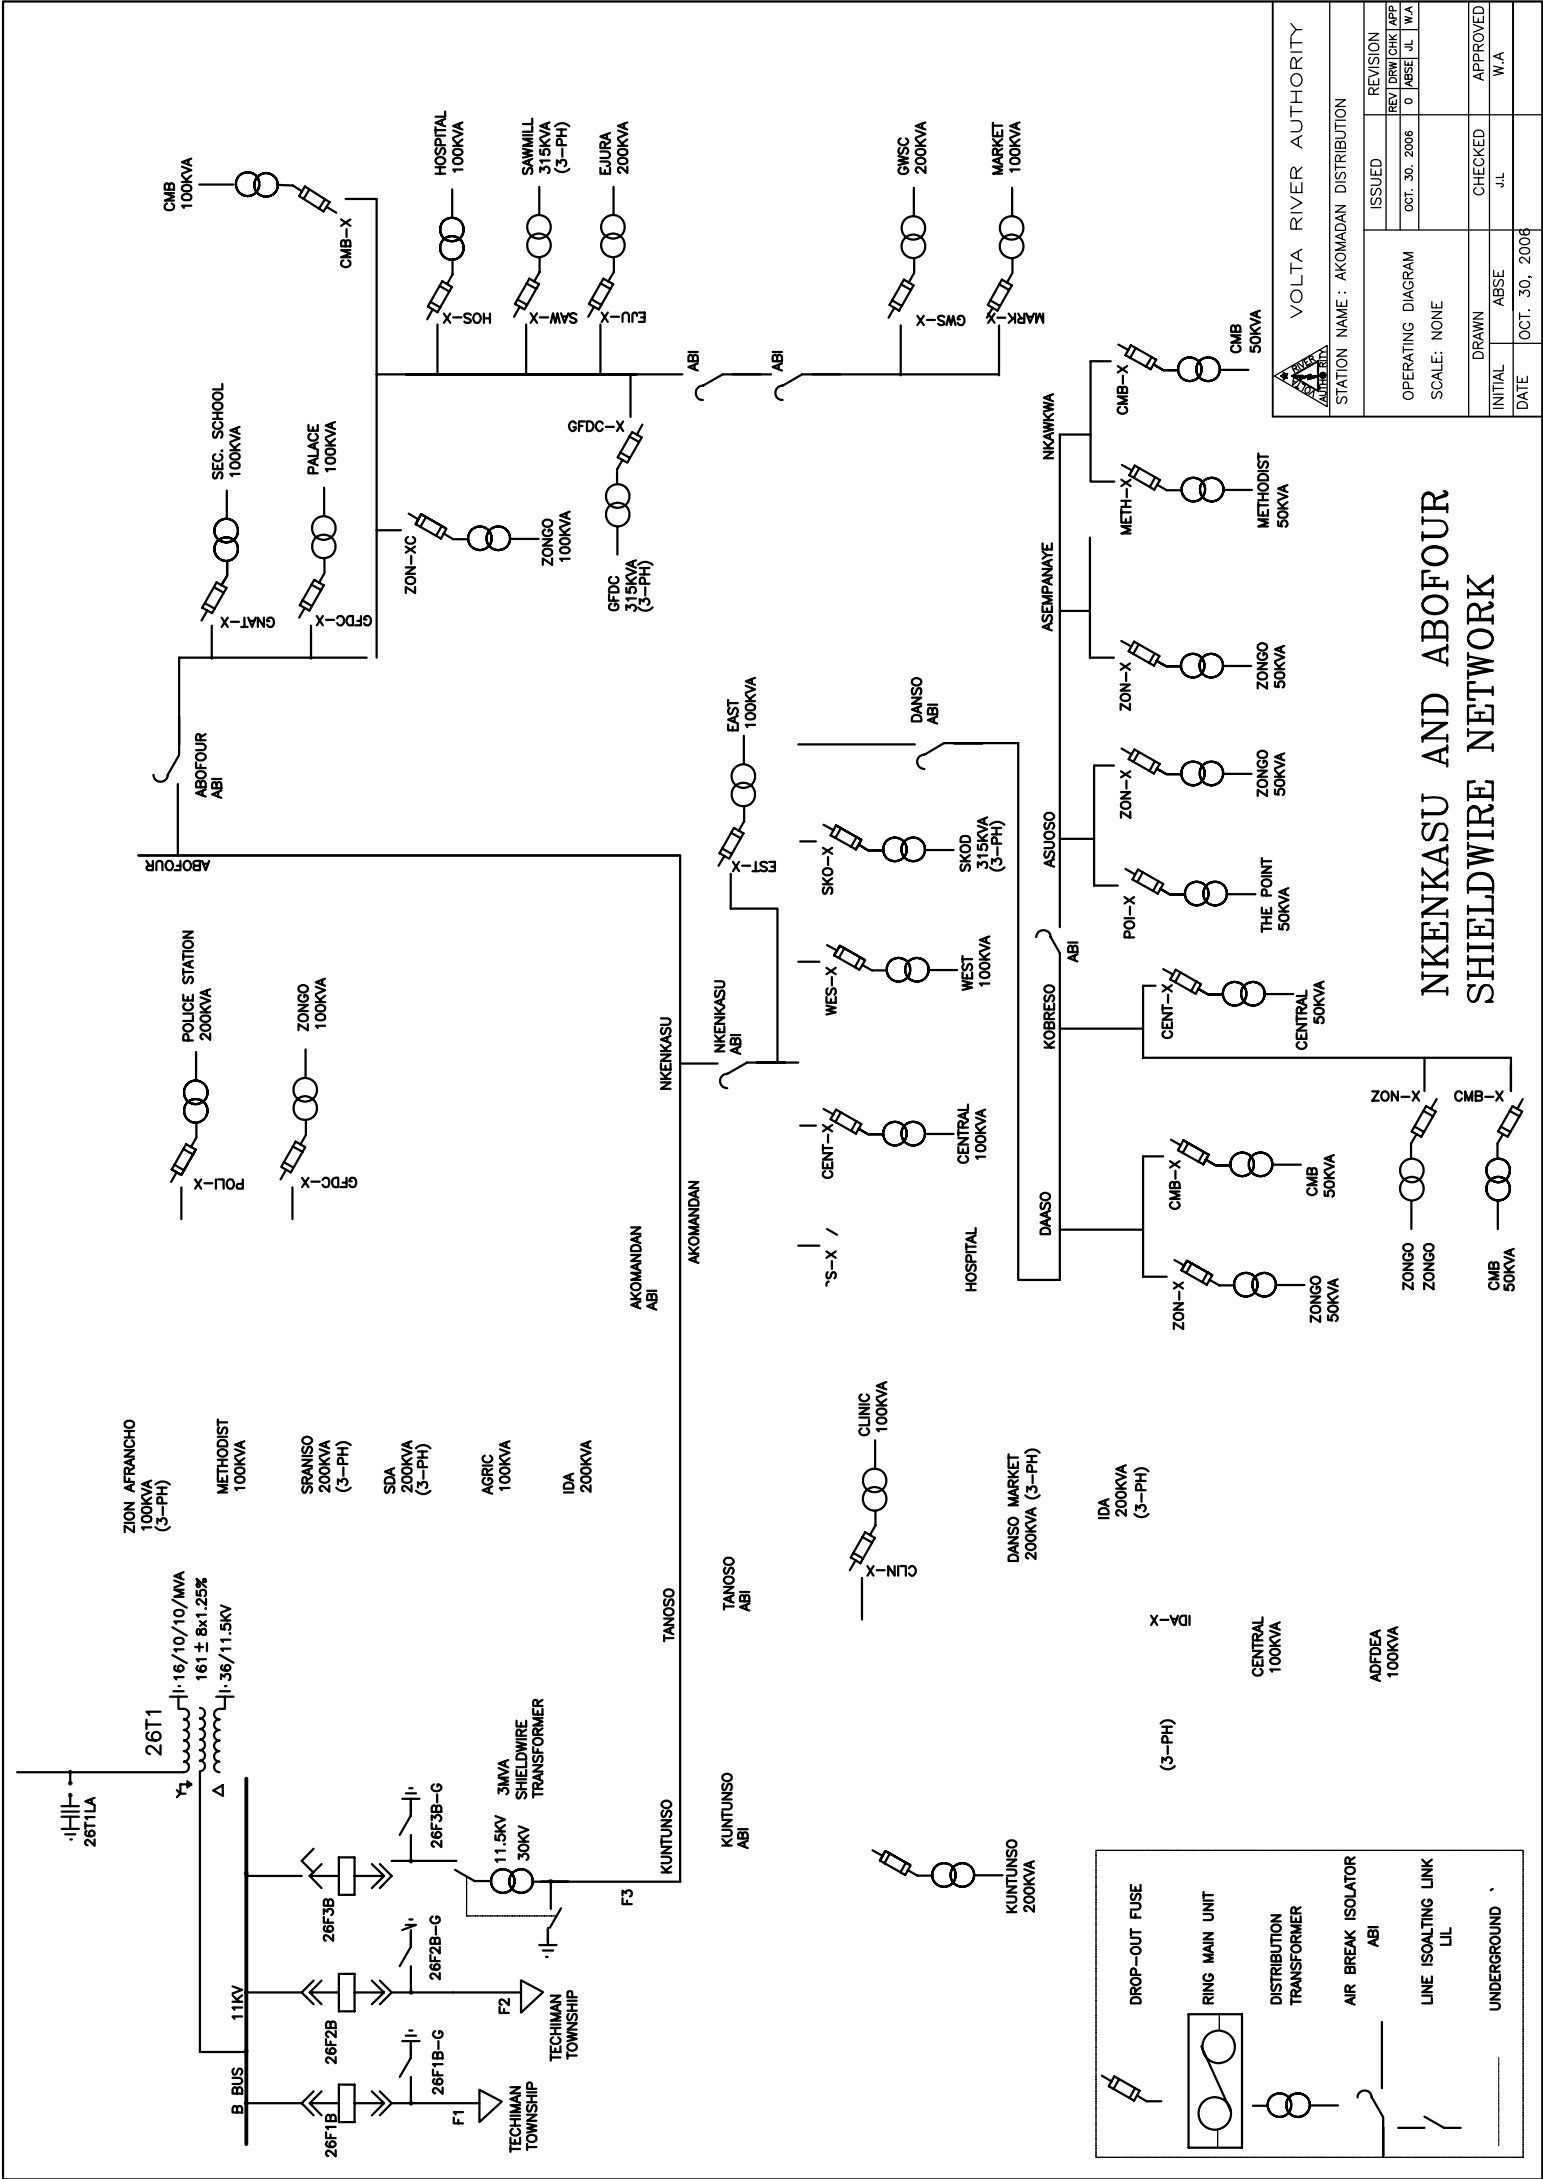 26T1
16/10/10/MVA
161± 8x1.25%
36/11.5KV
26T1LA
Y
Δ
B BUS
11KV
26F1B
26F2B
26F3B
26F1B-G
26F2B-G
26F3B-G
F1
F2
F3
TECHIMAN
TOWNSHIP
TECHIMAN
TOWNSHIP
11.5KV
30KV
3MVA
SHIELDWIRE
TRANSFORMER
KUNTUNSO
TANOSO
AKOMANDAN
NKENKASU
ABOFOUR
KUNTUNSO
ABI
TANOSO
ABI
AKOMANDAN
ABI
NKENKASU
ABI
ABOFOUR
ABI
ZION AFRANCHO
100KVA
(3-PH)
METHODIST
100KVA
SRANISO
200KVA
(3-PH)
SDA
200KVA
(3-PH)
AGRIC
100KVA
IDA
200KVA
POLICE STATION
200KVA
POLI-X
ZONGO
100KVA
GFDC-X
SEC. SCHOOL
100KVA
GNAT-X
PALACE
100KVA
GFDC-X
CMB
100KVA
CMB-X
ZON-XC
ZONGO
100KVA
HOSPITAL
100KVA
HOS-X
SAWMILL
315KVA
(3-PH)
SAW-X
EJURA
200KVA
EJU-X
GFDC-X
GFDC
315KVA
(3-PH)
ABI
ABI
GWSC
200KVA
GWS-X
MARKET
100KVA
MARK-X
EAST
100KVA
EST-X
SKO-X
SKOD
315KVA
(3-PH)
WES-X
WEST
100KVA
CENT-X
CENTRAL
100KVA
S-X
HOSPITAL
DANSO
ABI
CLINIC
100KVA
CLIN-X
DANSO MARKET
200KVA (3-PH)
IDA
200KVA
(3-PH)
IDA-X
(3-PH)
CENTRAL
100KVA
ADFDEA
100KVA
KUNTUNSO
200KVA
DAASO
KOBRESO
ABI
ASUOSO
ASEMPANAYE
NKAWKWA
ZON-X
ZONGO
50KVA
CMB-X
CMB
50KVA
CENT-X
CENTRAL
50KVA
ZON-X
ZONGO
ZONGO
CMB-X
CMB
50KVA
POI-X
THE POINT
50KVA
ZON-X
ZONGO
50KVA
ZON-X
ZONGO
50KVA
METH-X
METHODIST
50KVA
CMB-X
CMB
50KVA
DROP-OUT FUSE
RING MAIN UNIT
DISTRIBUTION
TRANSFORMER
AIR BREAK ISOLATOR
ABI
LINE ISOALTING LINK
LIL
UNDERGROUND
NKENKASU AND ABOFOUR
SHIELDWIRE NETWORK
VOLTA RIVER AUTHORITY
VOLTA RIVER AUTHORITY
STATION NAME : AKOMADAN DISTRIBUTION
OPERATING DIAGRAM
SCALE: NONE
ISSUED REVISION
REV DRW CHK APP
OCT. 30. 2006 0 ABSE JL W.A
DRAWN CHECKED APPROVED
INITIAL ABSE J.L W.A
DATE OCT. 30, 2006